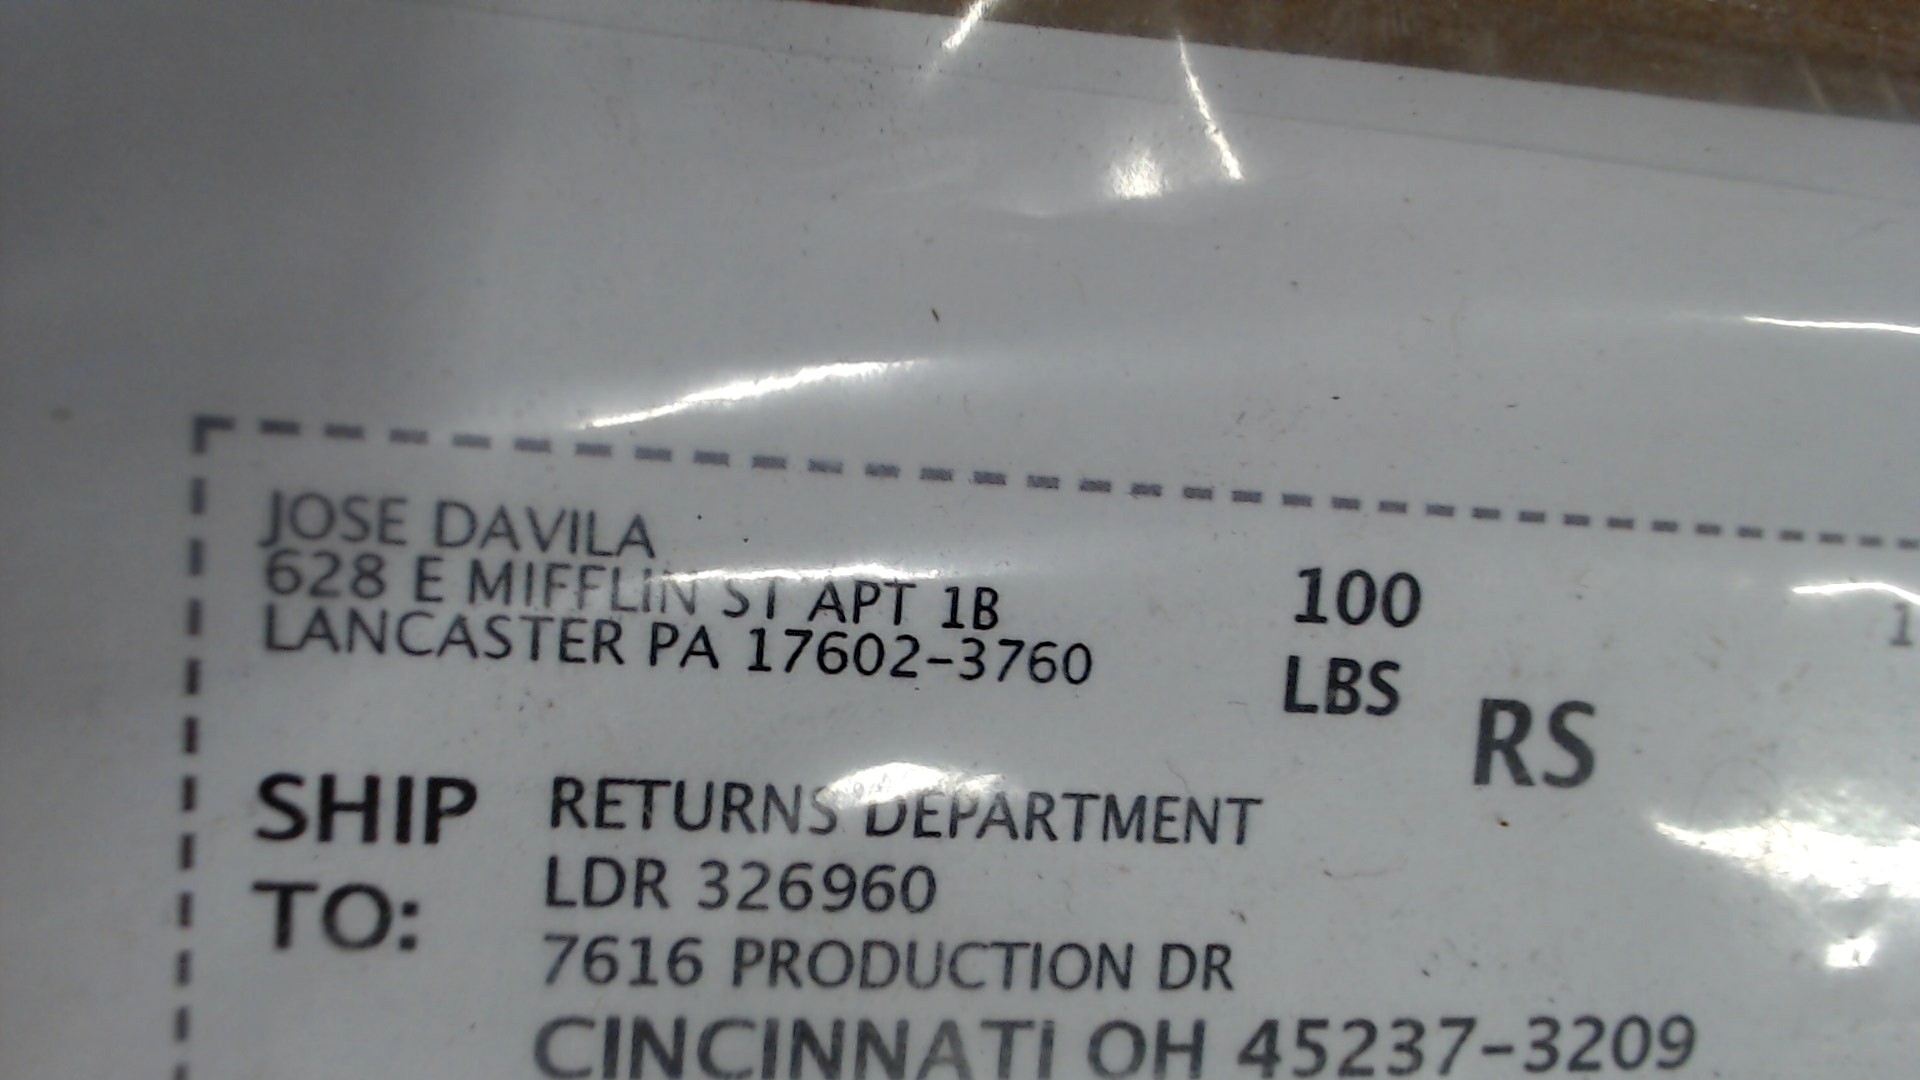 JOSE DAVILA
628 E MIFFLIN ST APT 1B
LANCASTER PA 17602-3760
100
LBS
RS
1
SHIP
TO:
RETURNS DEPARTMENT
LDR 326960
7616 PRODUCTION DR
CINCINNATI OH 45237-3209